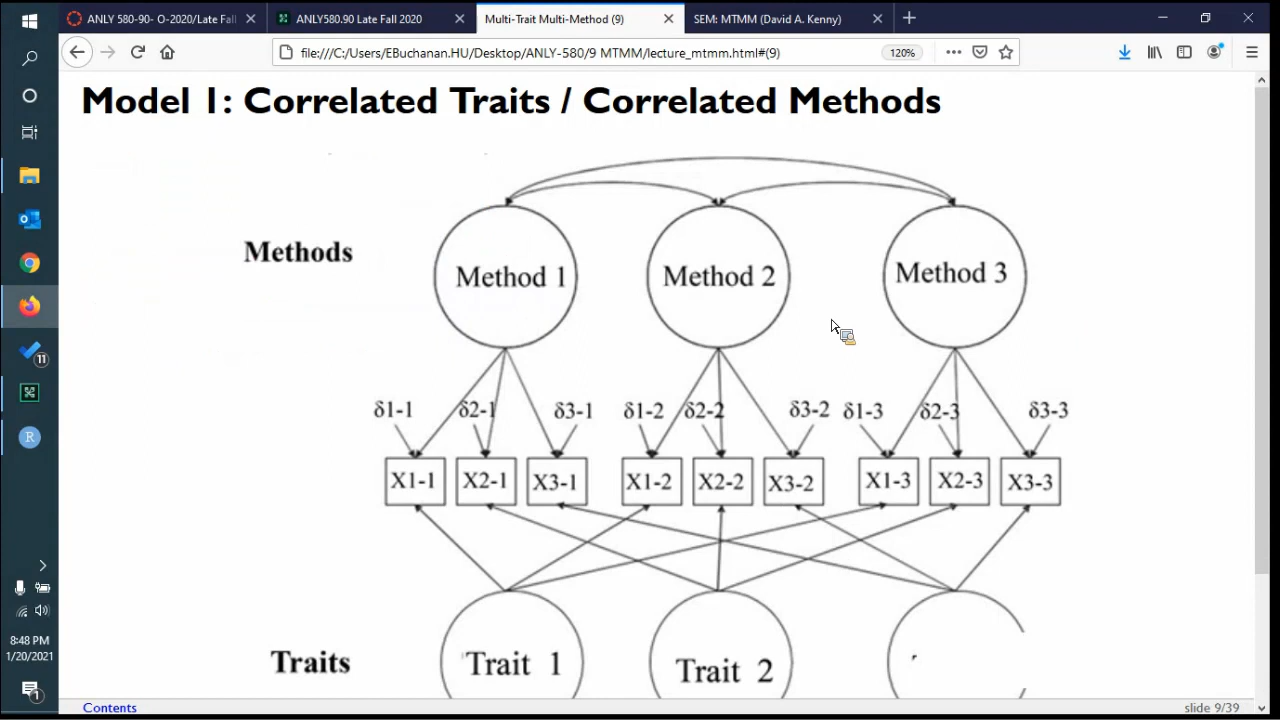 ANLY 580-90- O-2020/Late Fall
ANLY580.90 Late Fall 2020
Multi-Trait Multi-Method (9)
SEM: MTMM (David A. Kenny)
file:///C:/Users/EBuchanan.HU/Desktop/ANLY-580/9 MTMM/lecture_mtmm.html#(9)
120%
Model 1: Correlated Traits / Correlated Methods
Methods
Method 1 Method 2 Method 3
δ1-1 δ2-1 δ3-1 δ1-2 δ2-2 δ3-2 δ1-3 δ2-3 δ3-3
X1-1 X2-1 X3-1 X1-2 X2-2 X3-2 X1-3 X2-3 X3-3
Traits
Trait 1 Trait 2
11
R
8:48 PM
1/20/2021
1
Contents
slide 9/39